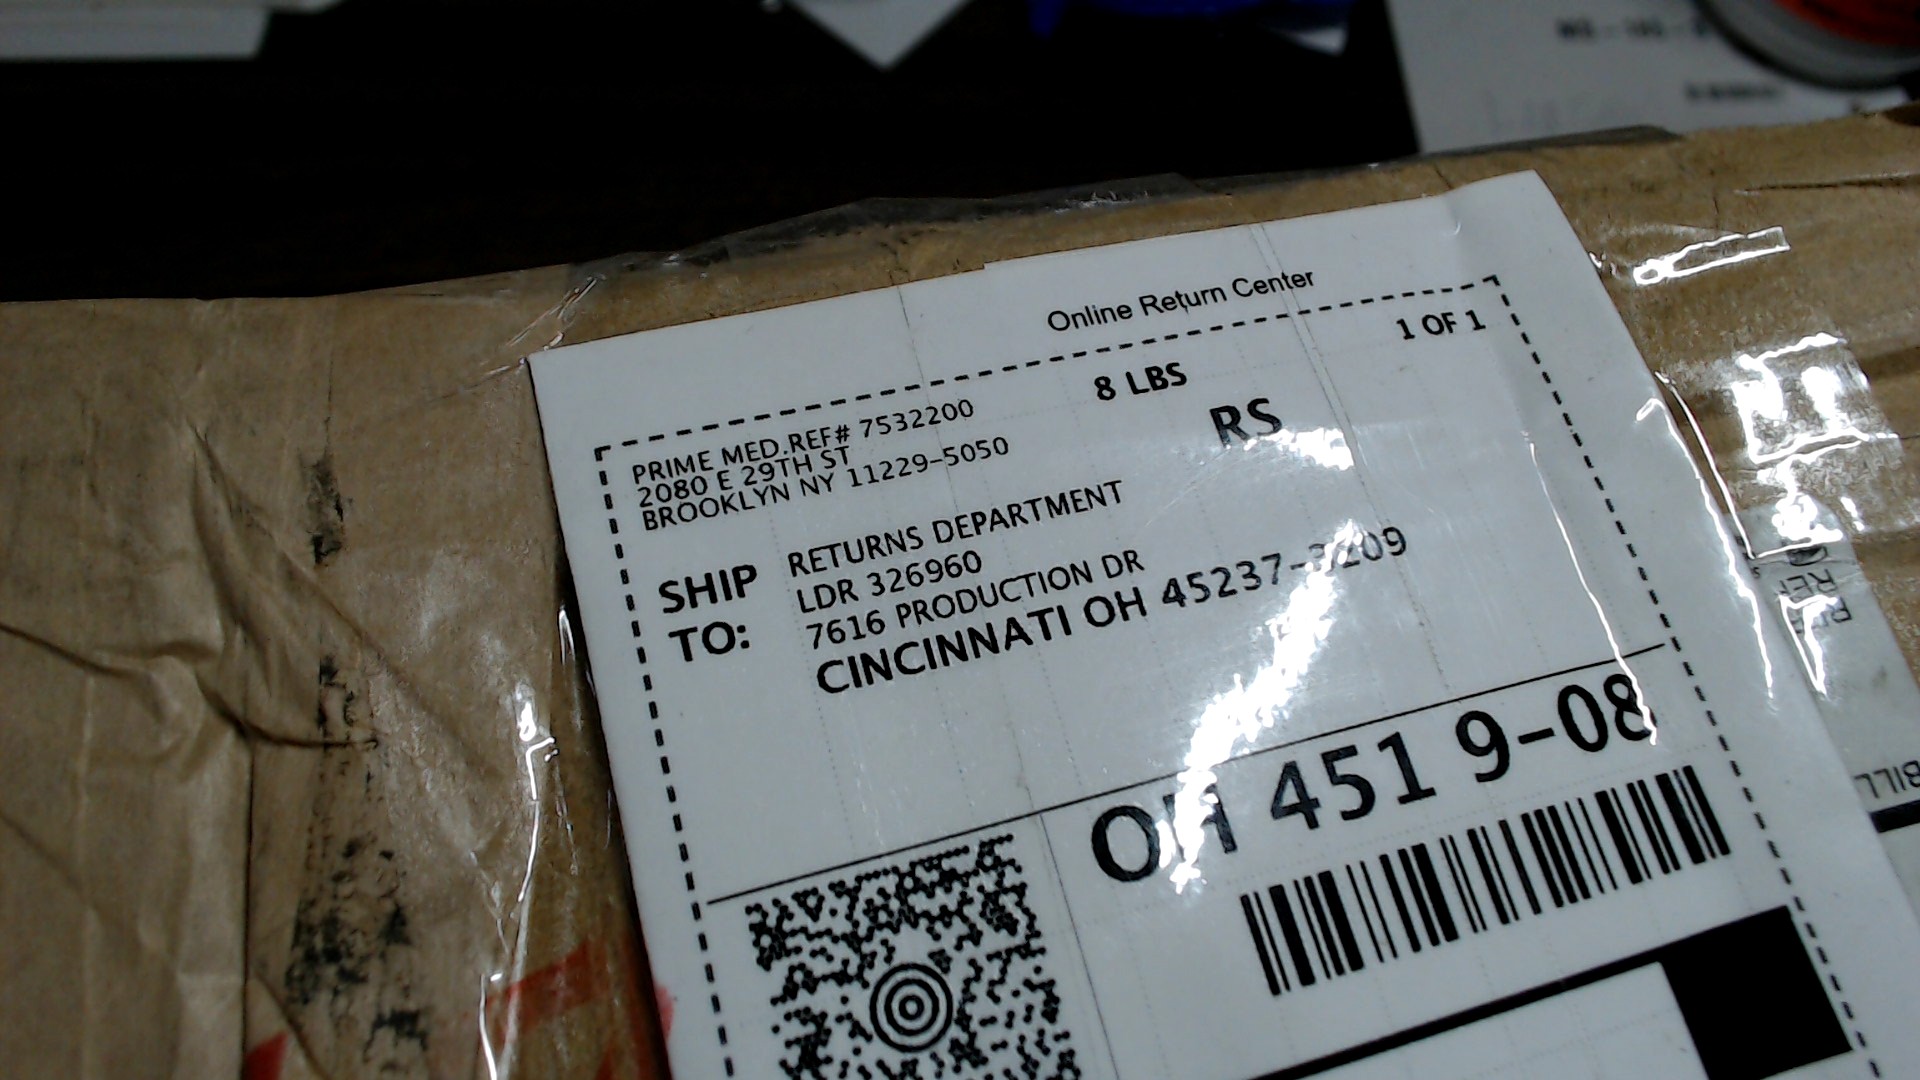 Online Return Center
8 LBS
1 OF 1
RS
PRIME MED.REF# 7532200
2080 E 29TH ST
BROOKLYN NY 11229-5050
SHIP TO:
RETURNS DEPARTMENT
LDR 326960
7616 PRODUCTION DR
CINCINNATI OH
OH 451 9-08
BILL